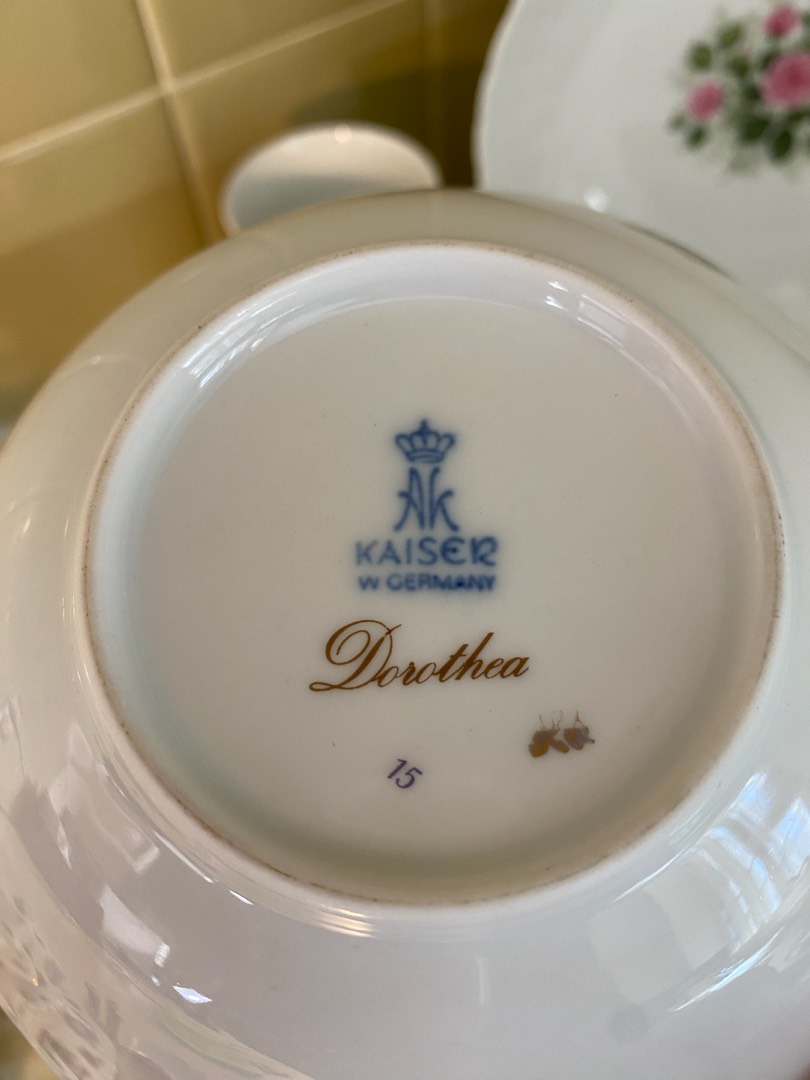 AK
KAISER
W GERMANY
Dorothea
15